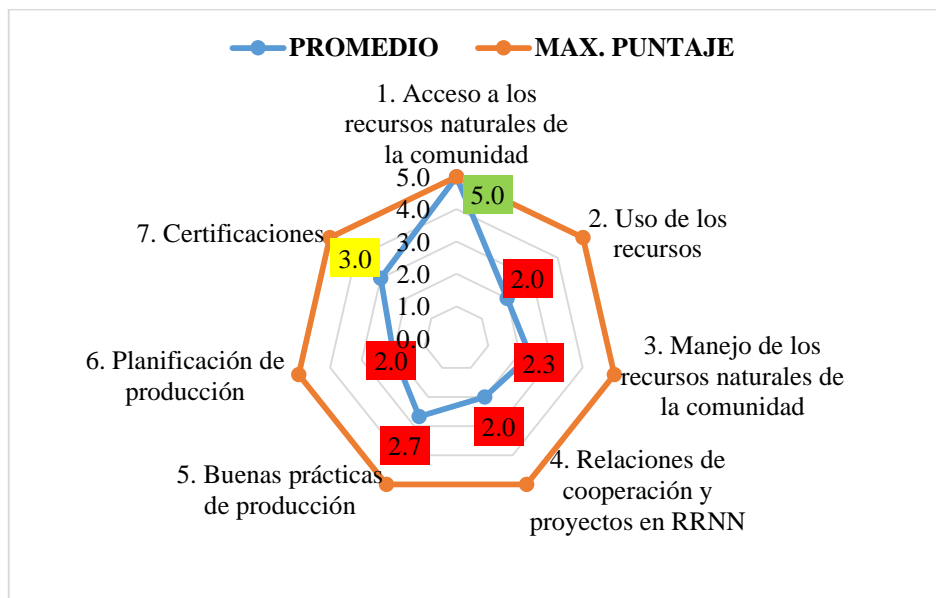 PROMEDIO
MAX. PUNTAJE
1. Acceso a los
recursos naturales de
la comunidad
5.0
4.0
3.0
2.0
1.0
0.0
5.0
2. Uso de los
recursos
2.0
3. Manejo de los
recursos naturales de
la comunidad
2.3
4. Relaciones de
cooperación y
proyectos en RRNN
2.0
5. Buenas prácticas
de producción
2.7
6. Planificación de
producción
2.0
7. Certificaciones
3.0